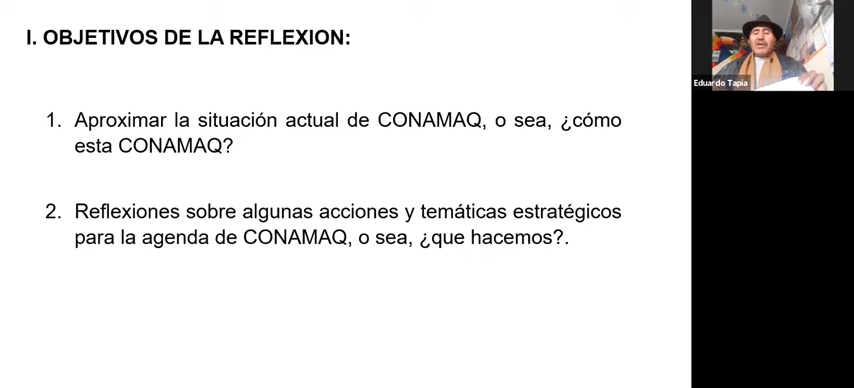 I. OBJETIVOS DE LA REFLEXION:
1. Aproximar la situación actual de CONAMAQ, o sea, ¿cómo
esta CONAMAQ?
2. Reflexiones sobre algunas acciones y temáticas estratégicos
para la agenda de CONAMAQ, o sea, ¿que hacemos?.
Eduardo Tapia